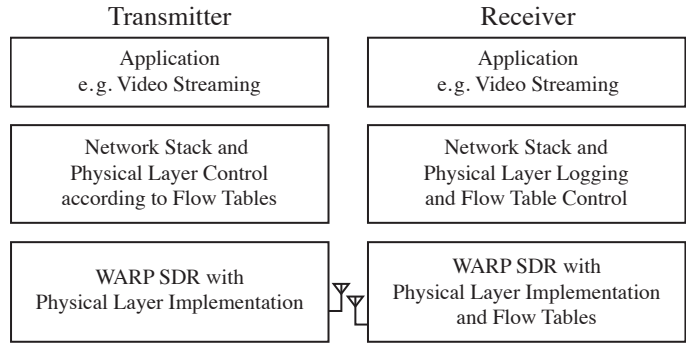 Transmitter
Application
e.g. Video Streaming
Network Stack and
Physical Layer Control
according to Flow Tables
WARP SDR with
Physical Layer Implementation
Receiver
Application
e.g. Video Streaming
Network Stack and
Physical Layer Logging
and Flow Table Control
WARP SDR with
Physical Layer Implementation
and Flow Tables